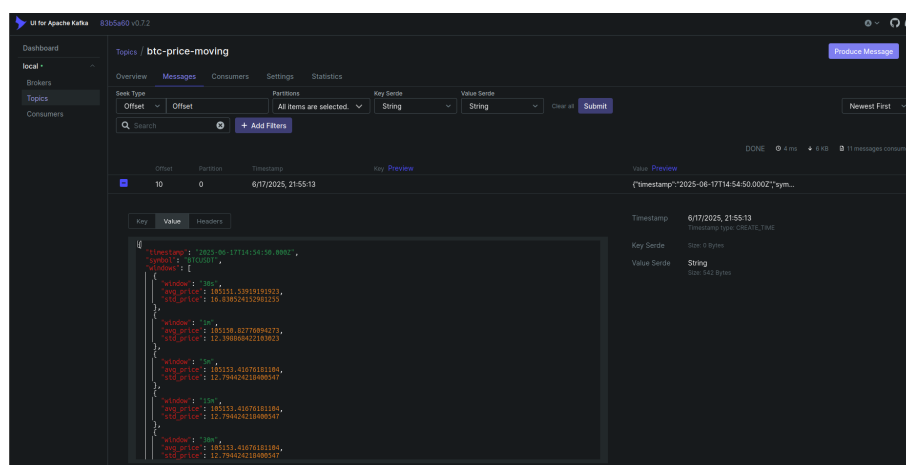 UI for Apache Kafka 83b5a60 v0.7.2
Dashboard
local
Brokers
Topics
Consumers
Topics / btc-price-moving
Produce Message
Overview Messages Consumers Settings Statistics
Seek Type Partitions Key Serde Value Serde
Offset Offset All items are selected. String String Clear all Submit Newest First
Search + Add Filters
DONE 4 ms 6 KB 11 messages consum
Offset Partition Timestamp Key Preview Value Preview
10 0 6/17/2025, 21:55:13 {"timestamp":"2025-06-17T14:54:50.000Z","sym...
Key Value Headers
Timestamp 6/17/2025, 21:55:13
Timestamp type: CREATE_TIME
Key Serde Size: 0 Bytes
Value Serde String
Size: 542 Bytes
{
"timestamp": "2025-06-17T14:54:50.000Z",
"symbol": "BTCUSDT",
"windows": [
{
"window": "30s",
"avg_price": 105151.53919191923,
"std_price": 16.830524152981255
},
{
"window": "1m",
"avg_price": 105150.82776094273,
"std_price": 12.398868422103023
},
{
"window": "5m",
"avg_price": 105153.41676181104,
"std_price": 12.794424218400547
},
{
"window": "15m",
"avg_price": 105153.41676181104,
"std_price": 12.794424218400547
},
{
"window": "30m",
"avg_price": 105153.41676181104,
"std_price": 12.794424218400547